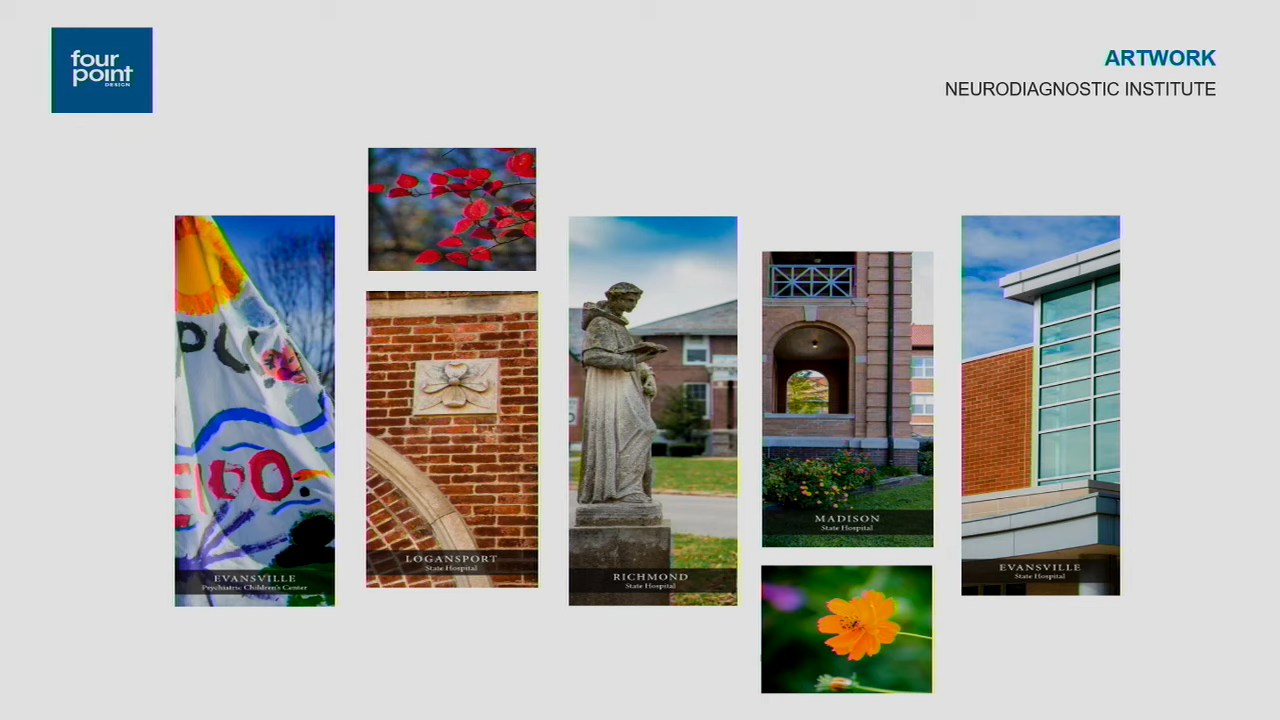 four
point
DESIGN
ARTWORK
NEURODIAGNOSTIC INSTITUTE
EVANSVILLE
Psychiatric Children's Center
LOGANSPORT
State Hospital
RICHMOND
State Hospital
MADISON
State Hospital
EVANSVILLE
State Hospital